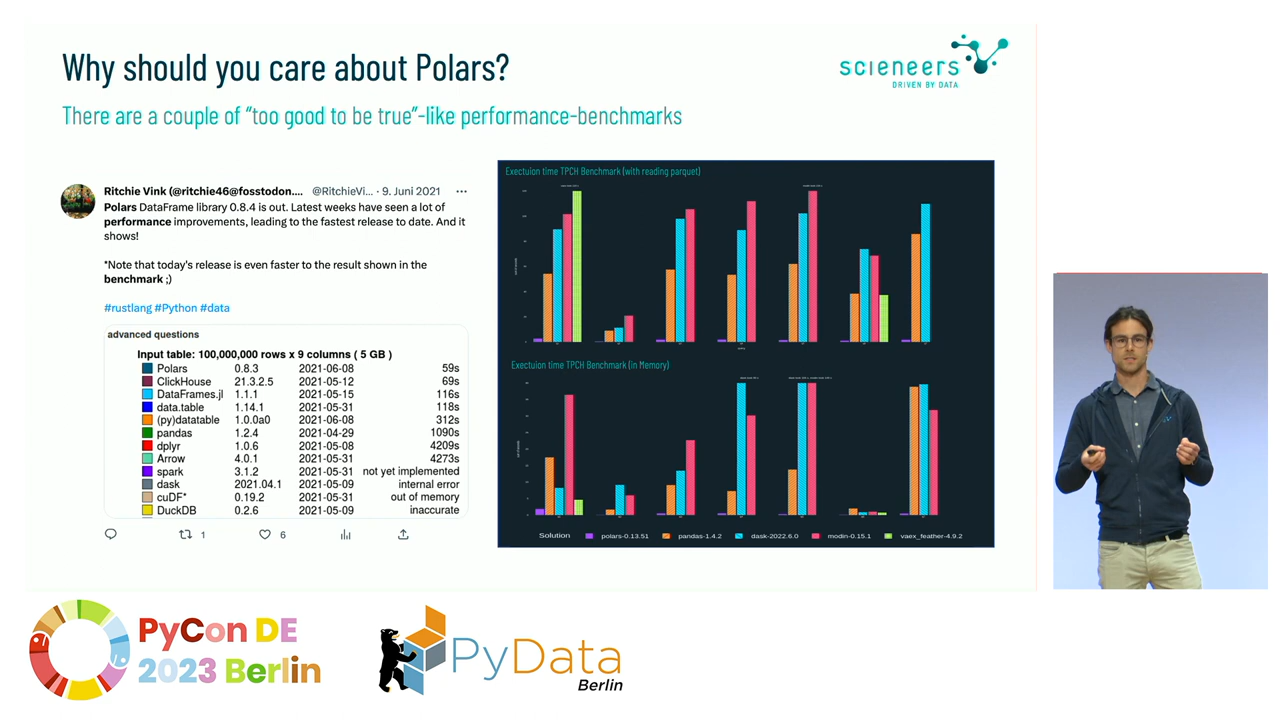 Why should you care about Polars?
scieneers
DRIVEN BY DATA
There are a couple of “too good to be true”-like performance-benchmarks
Ritchie Vink (@ritchie46@fosstodon.... @RitchieVi... · 9. Juni 2021
Polars DataFrame library 0.8.4 is out. Latest weeks have seen a lot of
performance improvements, leading to the fastest release to date. And it
shows!
*Note that today's release is even faster to the result shown in the
benchmark ;)
#rustlang #Python #data
advanced questions
Input table: 100,000,000 rows x 9 columns ( 5 GB )
Polars 0.8.3 2021-06-08 59s
ClickHouse 21.3.2.5 2021-05-12 69s
DataFrames.jl 1.1.1 2021-05-15 116s
data.table 1.14.1 2021-05-31 118s
(py)datatable 1.0.0a0 2021-06-08 312s
pandas 1.2.4 2021-04-29 1090s
dplyr 1.0.6 2021-05-08 4209s
Arrow 4.0.1 2021-05-31 4273s
spark 3.1.2 2021-05-31 not yet implemented
dask 2021.04.1 2021-05-09 internal error
cuDF* 0.19.2 2021-05-31 out of memory
DuckDB 0.2.6 2021-05-09 inaccurate
1 6
Exectuion time TPCH Benchmark (with reading parquet)
Exectuion time TPCH Benchmark (in Memory)
Solution polars-0.13.51 pandas-1.4.2 dask-2022.6.0 modin-0.15.1 vaex_feather-4.9.2
PyCon DE
2023 Berlin
PyData
Berlin